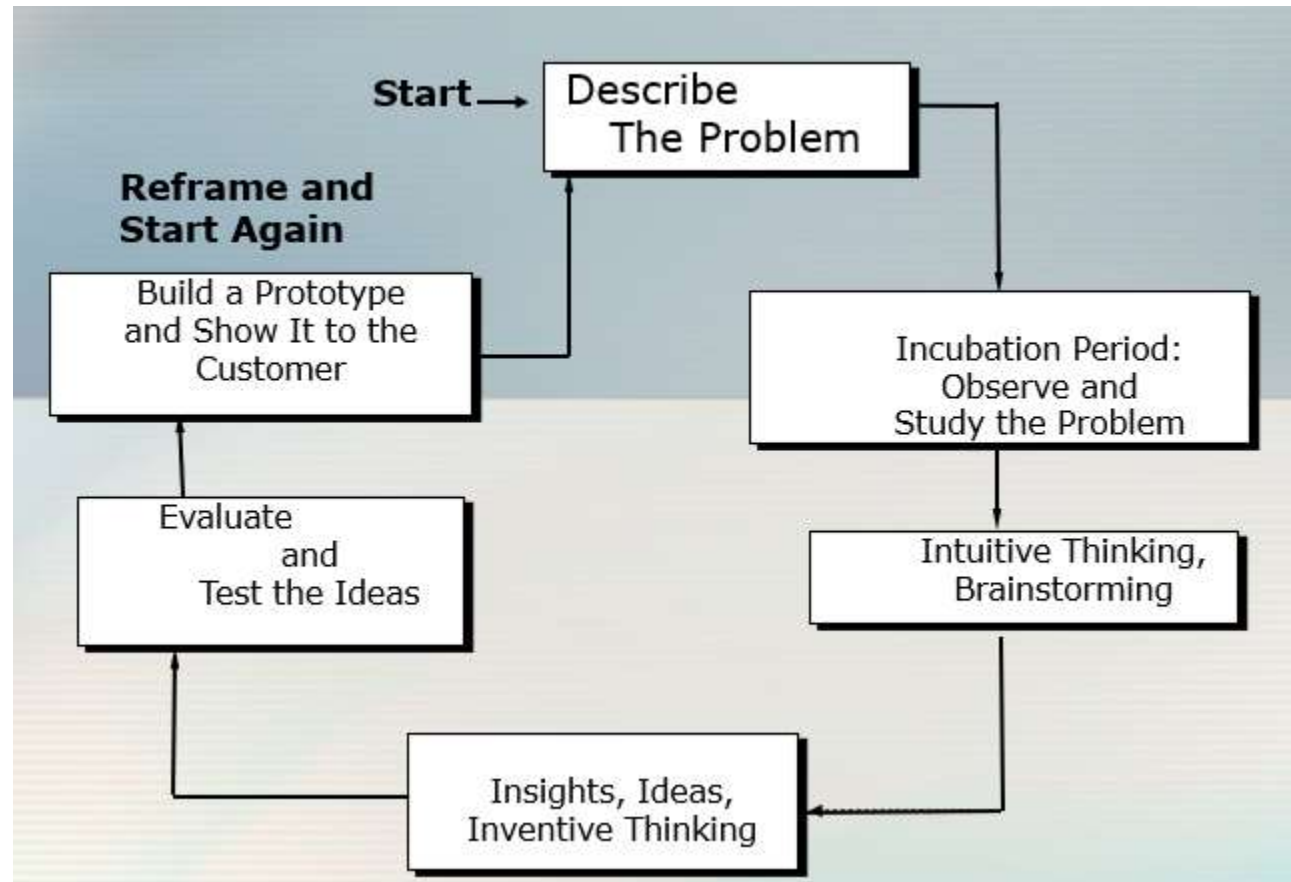 Start
Describe
The Problem
Reframe and
Start Again
Build a Prototype
and Show It to the
Customer
Incubation Period:
Observe and
Study the Problem
Evaluate
and
Test the Ideas
Intuitive Thinking,
Brainstorming
Insights, Ideas,
Inventive Thinking